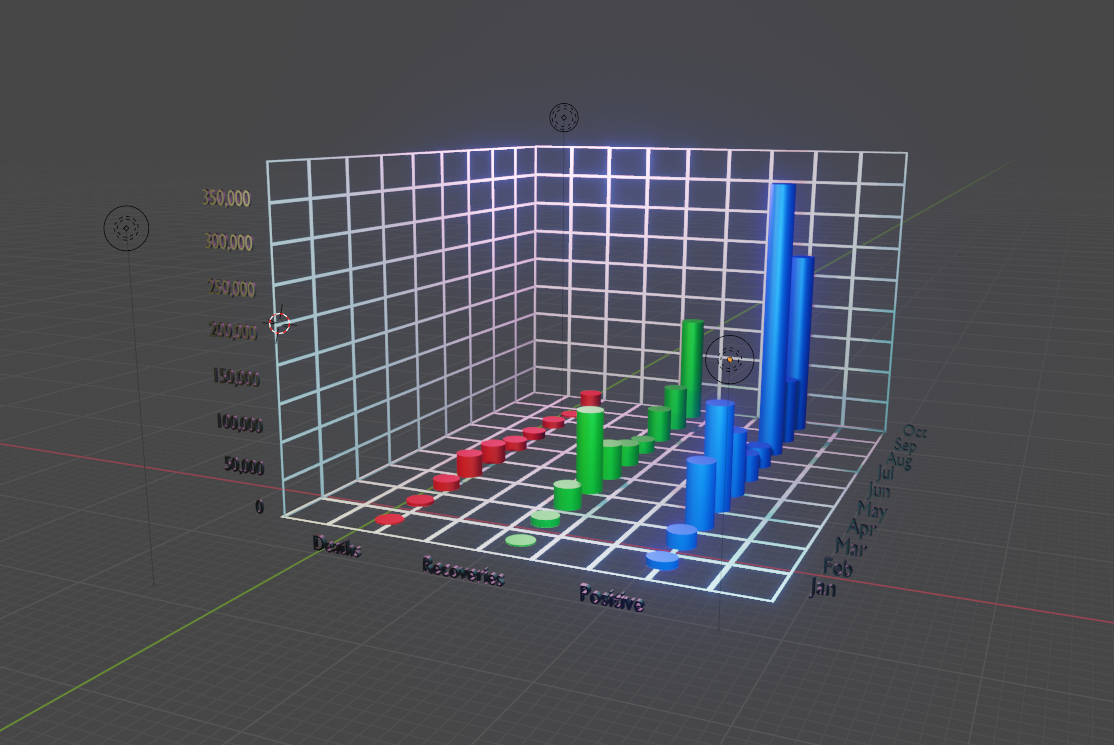 350,000
300,000
250,000
200,000
150,000
100,000
50,000
0
Deaths
Recoveries
Positive
Jan
Feb
Mar
Apr
May
Jun
Jul
Aug
Sep
Oct